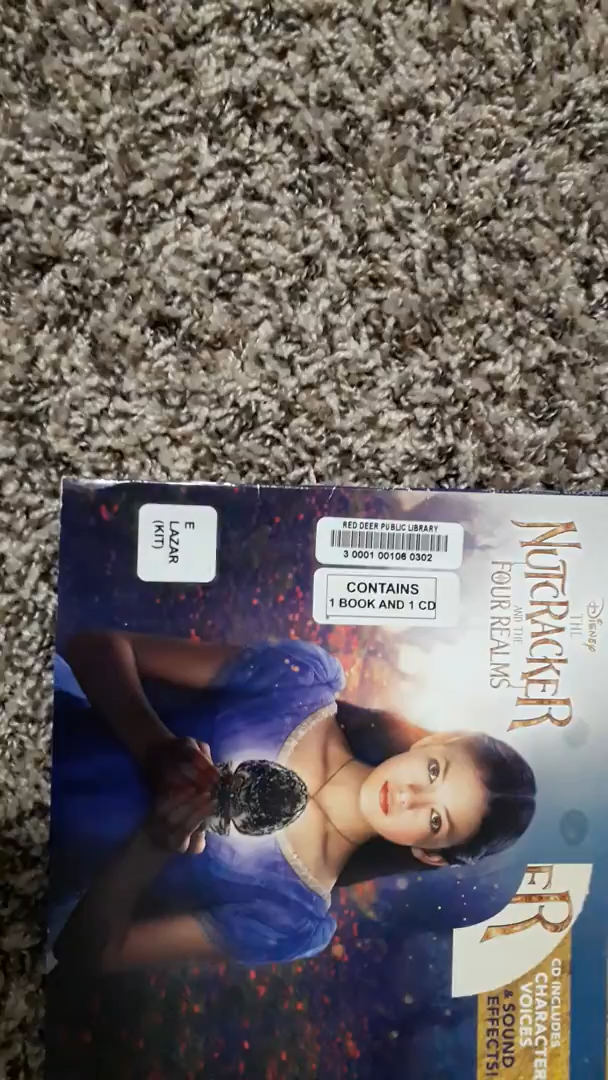 DISNEY
THE
NUTCRACKER
AND THE
FOUR REALMS
RED DEER PUBLIC LIBRARY
3 0001 00106 0302
CONTAINS
1 BOOK AND 1 CD
E
LAZAR
(KIT)
ER
CD INCLUDES
CHARACTER
VOICES
& SOUND
EFFECTS!